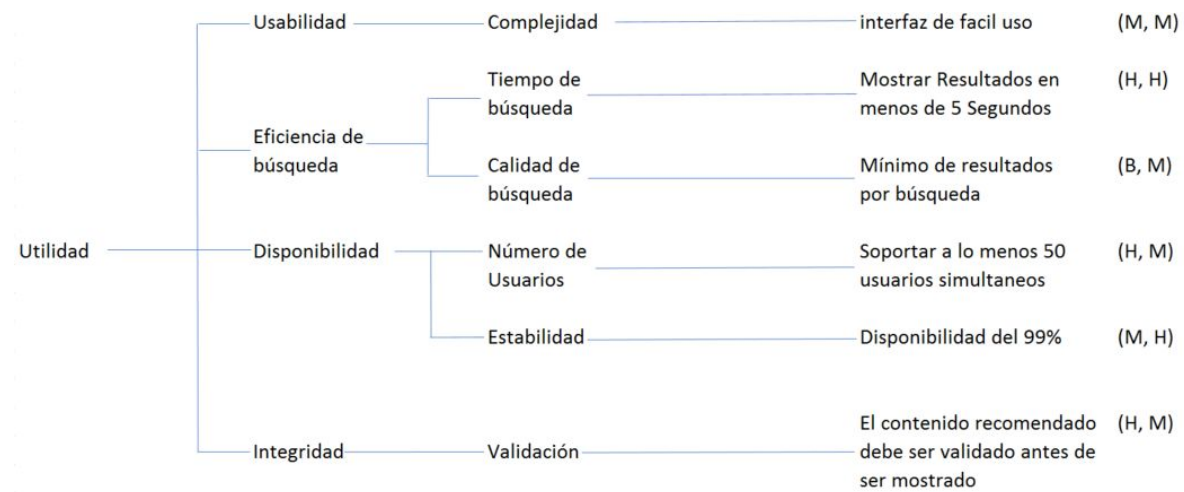 Usabilidad Complejidad interfaz de facil uso (M, M)
Tiempo de Mostrar Resultados en (H, H)
búsqueda menos de 5 Segundos
Eficiencia de
búsqueda
Calidad de Mínimo de resultados (B, M)
búsqueda por búsqueda
Utilidad Disponibilidad Número de Soportar a lo menos 50 (H, M)
Usuarios usuarios simultaneos
Estabilidad Disponibilidad del 99% (M, H)
El contenido recomendado (H, M)
Integridad Validación debe ser validado antes de
ser mostrado